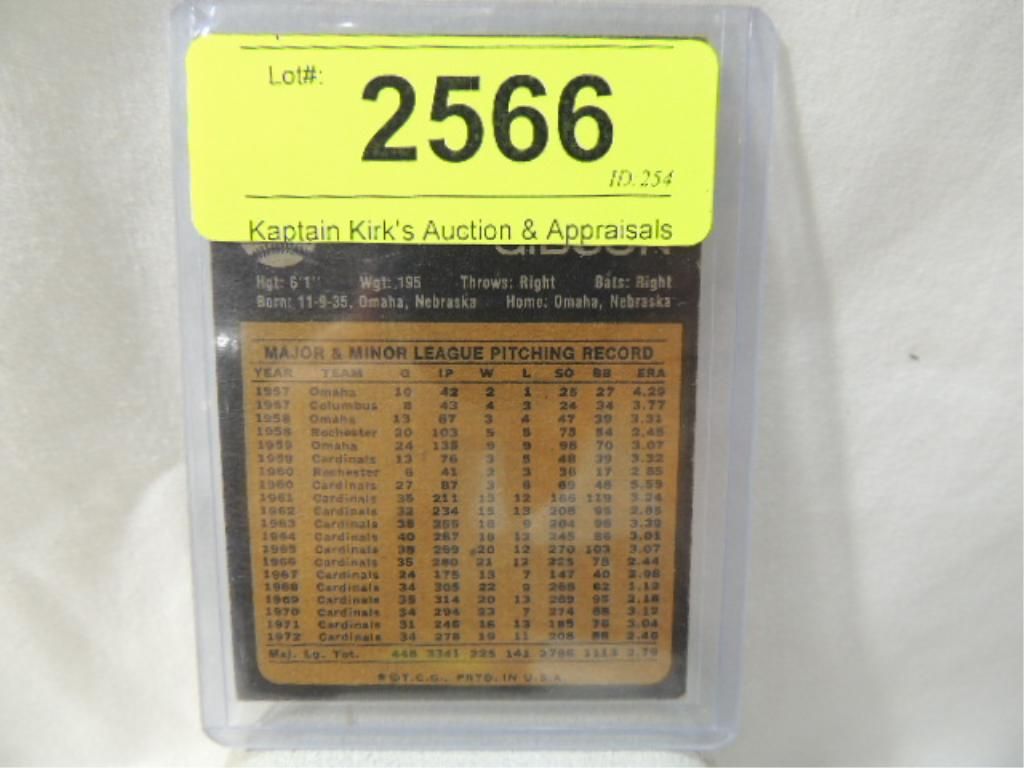 Lot#:
2566
ID: 254
Kaptain Kirk's Auction & Appraisals
GIBSON
Hgt: 6'1" Wgt: 195 Throws: Right Bats: Right
Born: 11-9-35, Omaha, Nebraska Home: Omaha, Nebraska
MAJOR & MINOR LEAGUE PITCHING RECORD
YEAR TEAM G IP W L SO BB ERA
1957 Omaha 10 42 2 1 25 27 4.29
1957 Columbus 8 43 4 3 24 34 3.77
1958 Omaha 13 87 3 4 47 39 3.31
1958 Rochester 20 103 5 5 75 54 2.45
1959 Omaha 24 135 9 9 98 70 3.07
1959 Cardinals 13 76 3 5 48 39 3.32
1960 Rochester 6 41 2 3 36 17 2.85
1960 Cardinals 27 87 3 6 69 48 5.59
1961 Cardinals 35 211 13 12 166 119 3.24
1962 Cardinals 32 234 15 13 208 95 2.85
1963 Cardinals 36 255 18 9 204 96 3.39
1964 Cardinals 40 287 19 12 245 86 3.01
1965 Cardinals 38 299 20 12 270 103 3.07
1966 Cardinals 35 280 21 12 225 78 2.44
1967 Cardinals 24 175 13 7 147 40 2.98
1968 Cardinals 34 305 22 9 268 62 1.12
1969 Cardinals 35 314 20 13 269 95 2.18
1970 Cardinals 34 294 23 7 274 88 3.12
1971 Cardinals 31 246 16 13 185 76 3.04
1972 Cardinals 34 278 19 11 208 88 2.46
Maj. Lg. Tot. 448 3341 225 141 2786 1113 2.79
®©T.C.G., PRTD. IN U.S.A.